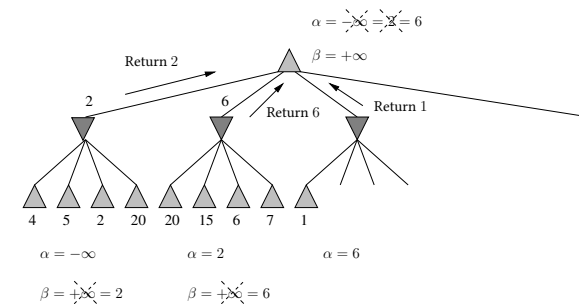 α = −∞ = 2 = 6
β = +∞
Return 2
2
6
Return 6
Return 1
4 5 2 20 20 15 6 7 1
α = −∞ α = 2 α = 6
β = +∞ = 2 β = +∞ = 6